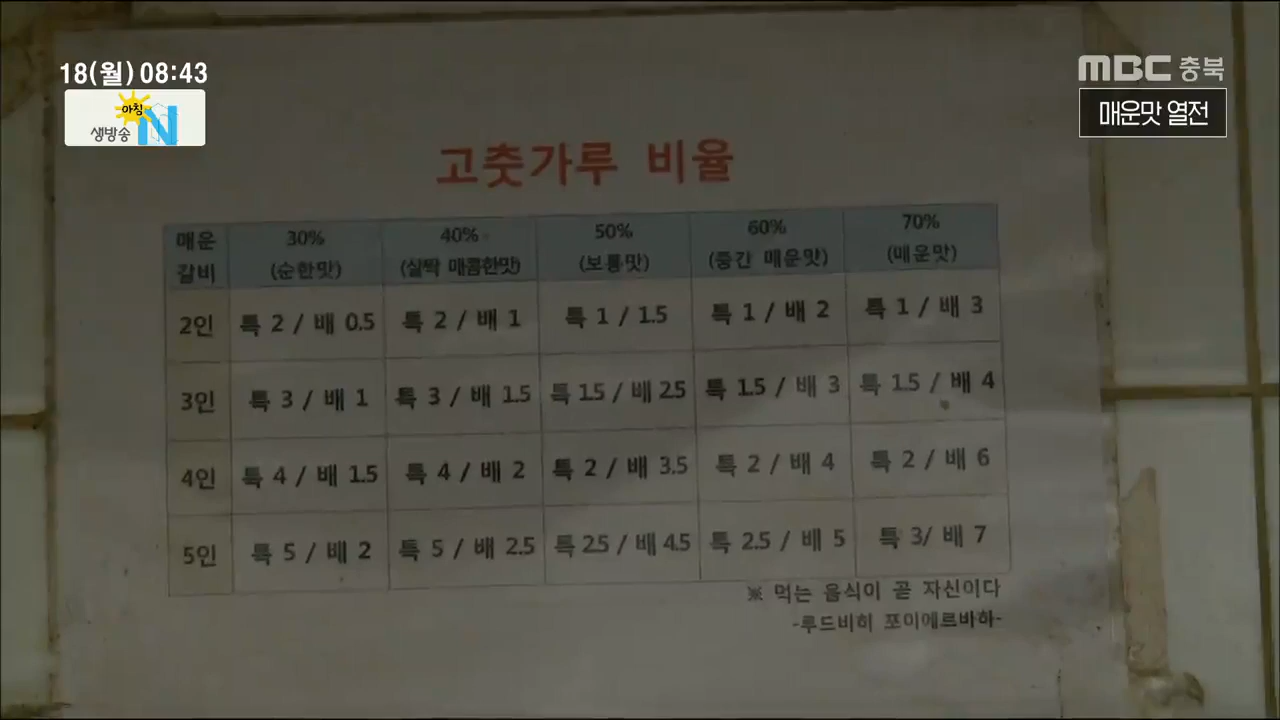 18(월) 08:43
아침
생방송 N
MBC 충북
매운맛 열전
고춧가루 비율
매운 갈비 30% (순한맛) 40% (살짝 매콤한맛) 50% (보통맛) 60% (중간 매운맛) 70% (매운맛)
2인 특 2 / 배 0.5 특 2 / 배 1 특 1 / 1.5 특 1 / 배 2 특 1 / 배 3
3인 특 3 / 배 1 특 3 / 배 1.5 특 1.5 / 배 2.5 특 1.5 / 배 3 특 1.5 / 배 4
4인 특 4 / 배 1.5 특 4 / 배 2 특 2 / 배 3.5 특 2 / 배 4 특 2 / 배 6
5인 특 5 / 배 2 특 5 / 배 2.5 특 2.5 / 배 4.5 특 2.5 / 배 5 특 3/ 배 7
※ 먹는 음식이 곧 자신이다
-루드비히 포이에르바하-